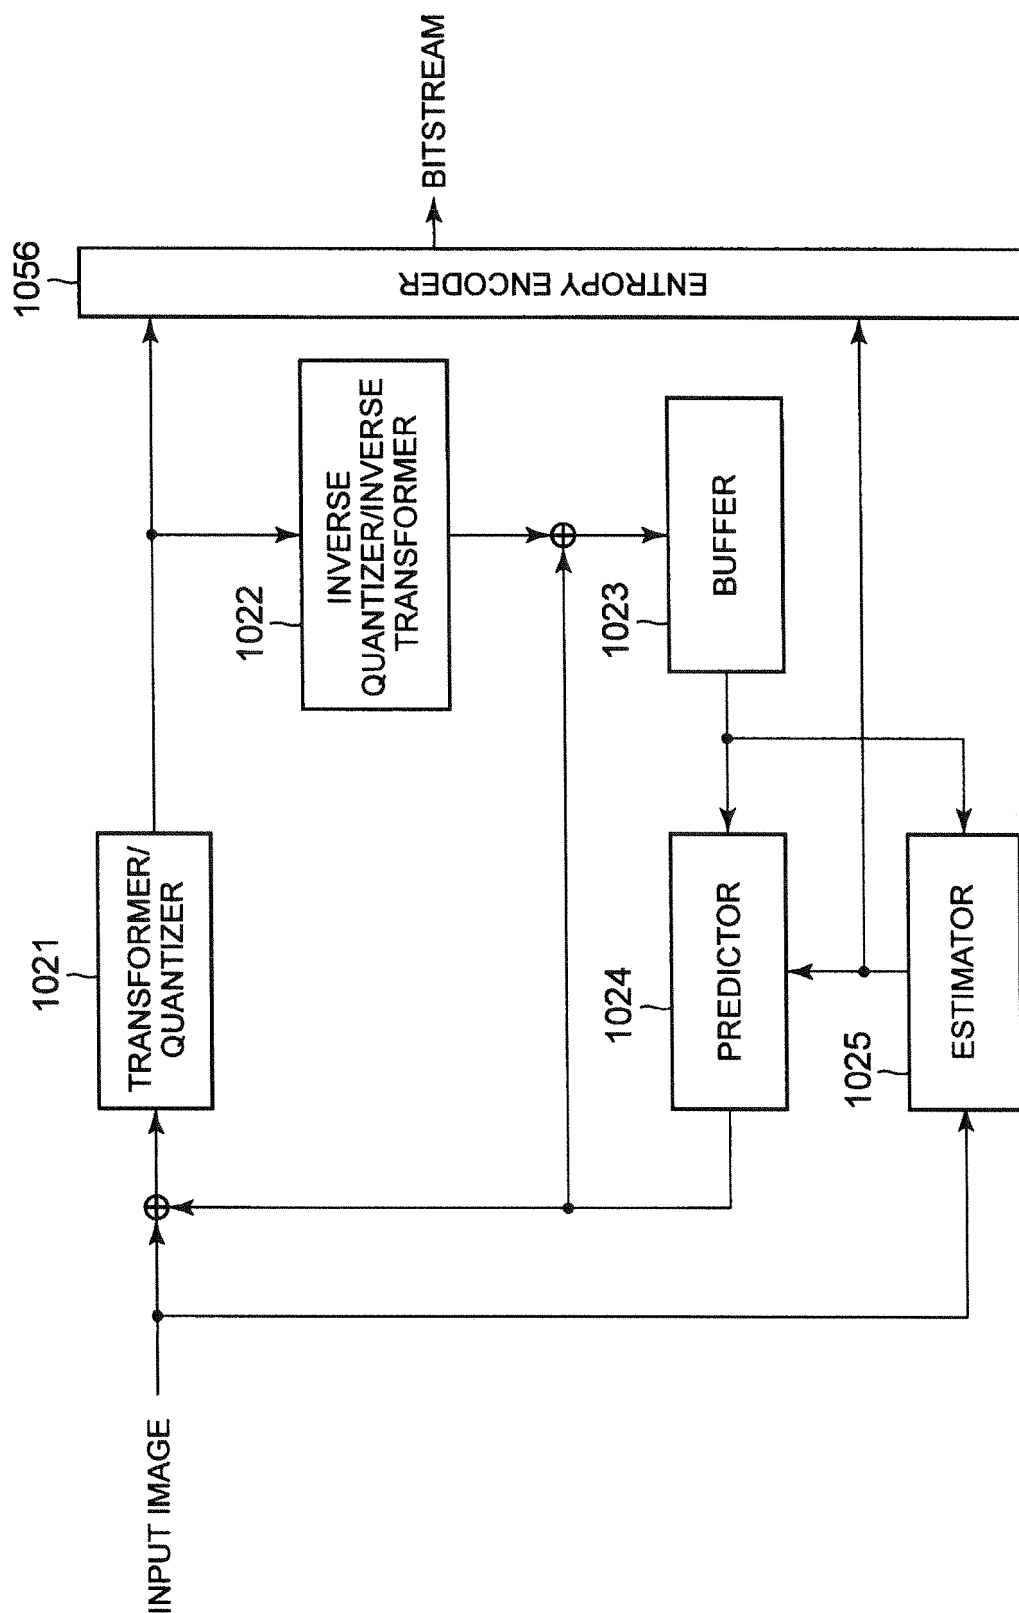 INPUT IMAGE
1021
TRANSFORMER/
QUANTIZER
1022
INVERSE
QUANTIZER/INVERSE
TRANSFORMER
1056
ENTROPY ENCODER
BITSTREAM
1023
BUFFER
1024
PREDICTOR
1025
ESTIMATOR